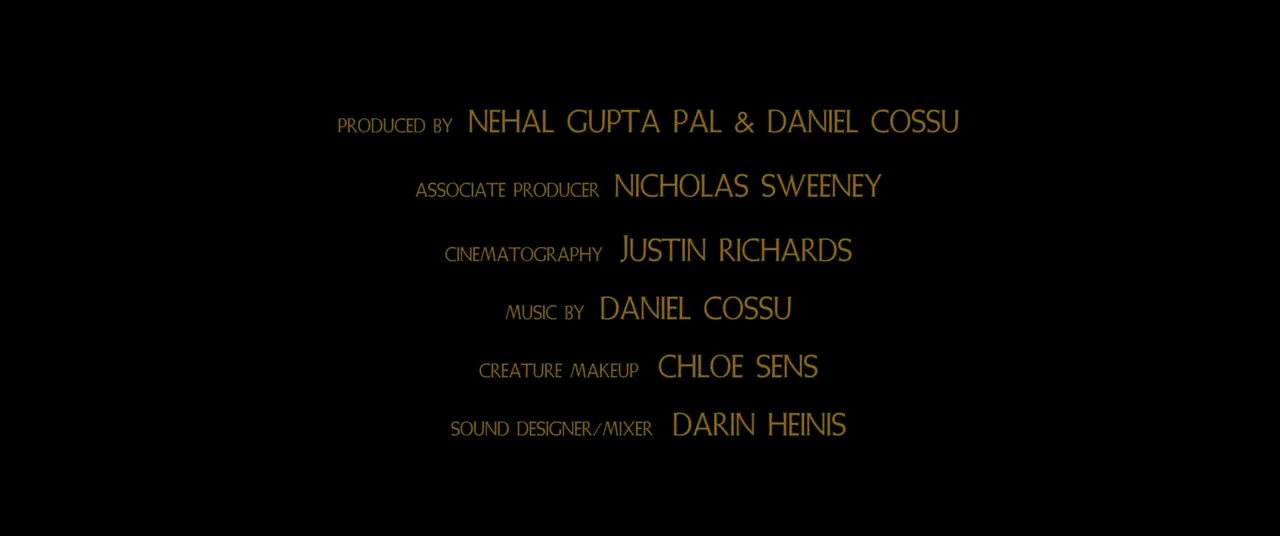 PRODUCED BY NEHAL GUPTA PAL & DANIEL COSSU
ASSOCIATE PRODUCER NICHOLAS SWEENEY
CINEMATOGRAPHY JUSTIN RICHARDS
MUSIC BY DANIEL COSSU
CREATURE MAKEUP CHLOE SENS
SOUND DESIGNER/MIXER DARIN HEINIS